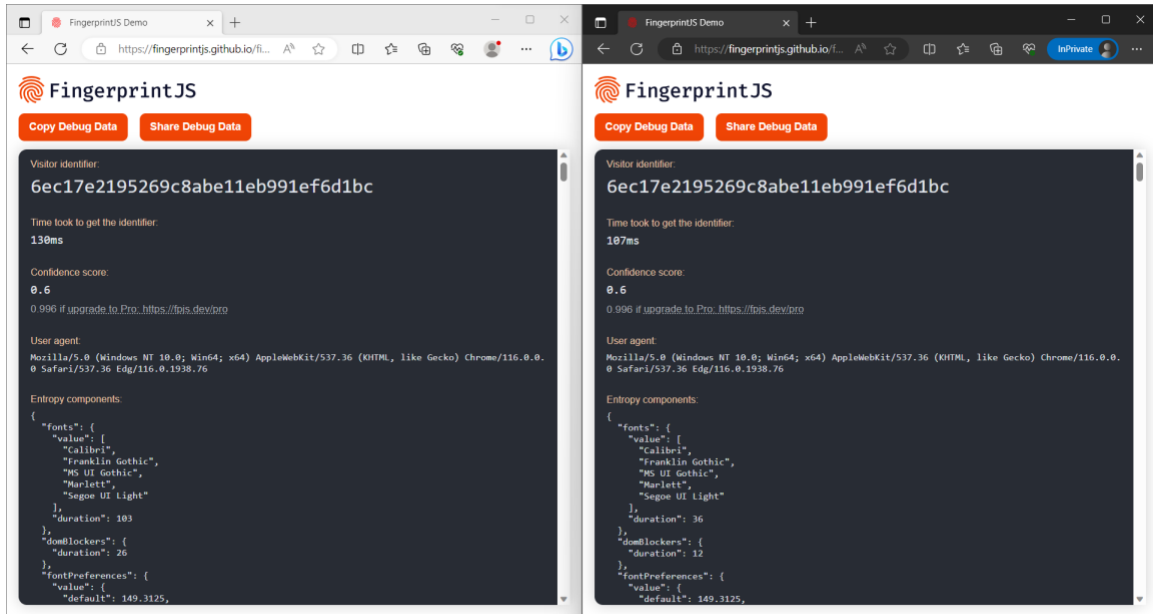 FingerprintJS Demo
https://fingerprintjs.github.io/fi...
FingerprintJS
Copy Debug Data
Share Debug Data
Visitor identifier:
6ec17e2195269c8abe11eb991ef6d1bc
Time took to get the identifier:
130ms
Confidence score:
0.6
0.996 if upgrade to Pro: https://fpjs.dev/pro
User agent:
Mozilla/5.0 (Windows NT 10.0; Win64; x64) AppleWebKit/537.36 (KHTML, like Gecko) Chrome/116.0.0.
0 Safari/537.36 Edg/116.0.1938.76
Entropy components:
{
"fonts": {
"value": [
"Calibri",
"Franklin Gothic",
"MS UI Gothic",
"Marlett",
"Segoe UI Light"
],
"duration": 103
},
"domBlockers": {
"duration": 26
},
"fontPreferences": {
"value": {
"default": 149.3125,
FingerprintJS Demo
https://fingerprintjs.github.io/f...
InPrivate
FingerprintJS
Copy Debug Data
Share Debug Data
Visitor identifier:
6ec17e2195269c8abe11eb991ef6d1bc
Time took to get the identifier:
107ms
Confidence score:
0.6
0.996 if upgrade to Pro: https://fpjs.dev/pro
User agent:
Mozilla/5.0 (Windows NT 10.0; Win64; x64) AppleWebKit/537.36 (KHTML, like Gecko) Chrome/116.0.0.
0 Safari/537.36 Edg/116.0.1938.76
Entropy components:
{
"fonts": {
"value": [
"Calibri",
"Franklin Gothic",
"MS UI Gothic",
"Marlett",
"Segoe UI Light"
],
"duration": 36
},
"domBlockers": {
"duration": 12
},
"fontPreferences": {
"value": {
"default": 149.3125,